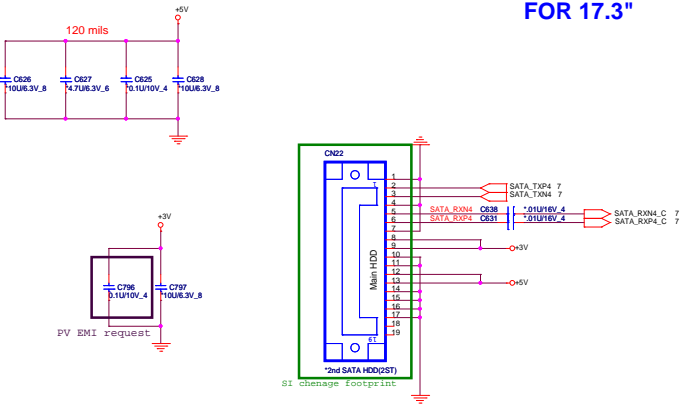 FOR 17.3"
+5V
120 mils
C626
*10U/6.3V_8
C627
*4.7U/6.3V_6
C625
*0.1U/10V_4
C628
*10U/6.3V_8
+3V
C796
0.1U/10V_4
C797
*10U/6.3V_8
PV EMI request
CN22
1
2
3
4
5
6
7
8
9
10
11
12
13
14
15
16
17
18
19
1
19
Main HDD
*2nd SATA HDD(2ST)
SI chenage footprint
SATA_TXP4 7
SATA_TXN4 7
SATA_RXN4 C638 *.01U/16V_4 SATA_RXN4_C 7
SATA_RXP4 C631 *.01U/16V_4 SATA_RXP4_C 7
+3V
+5V